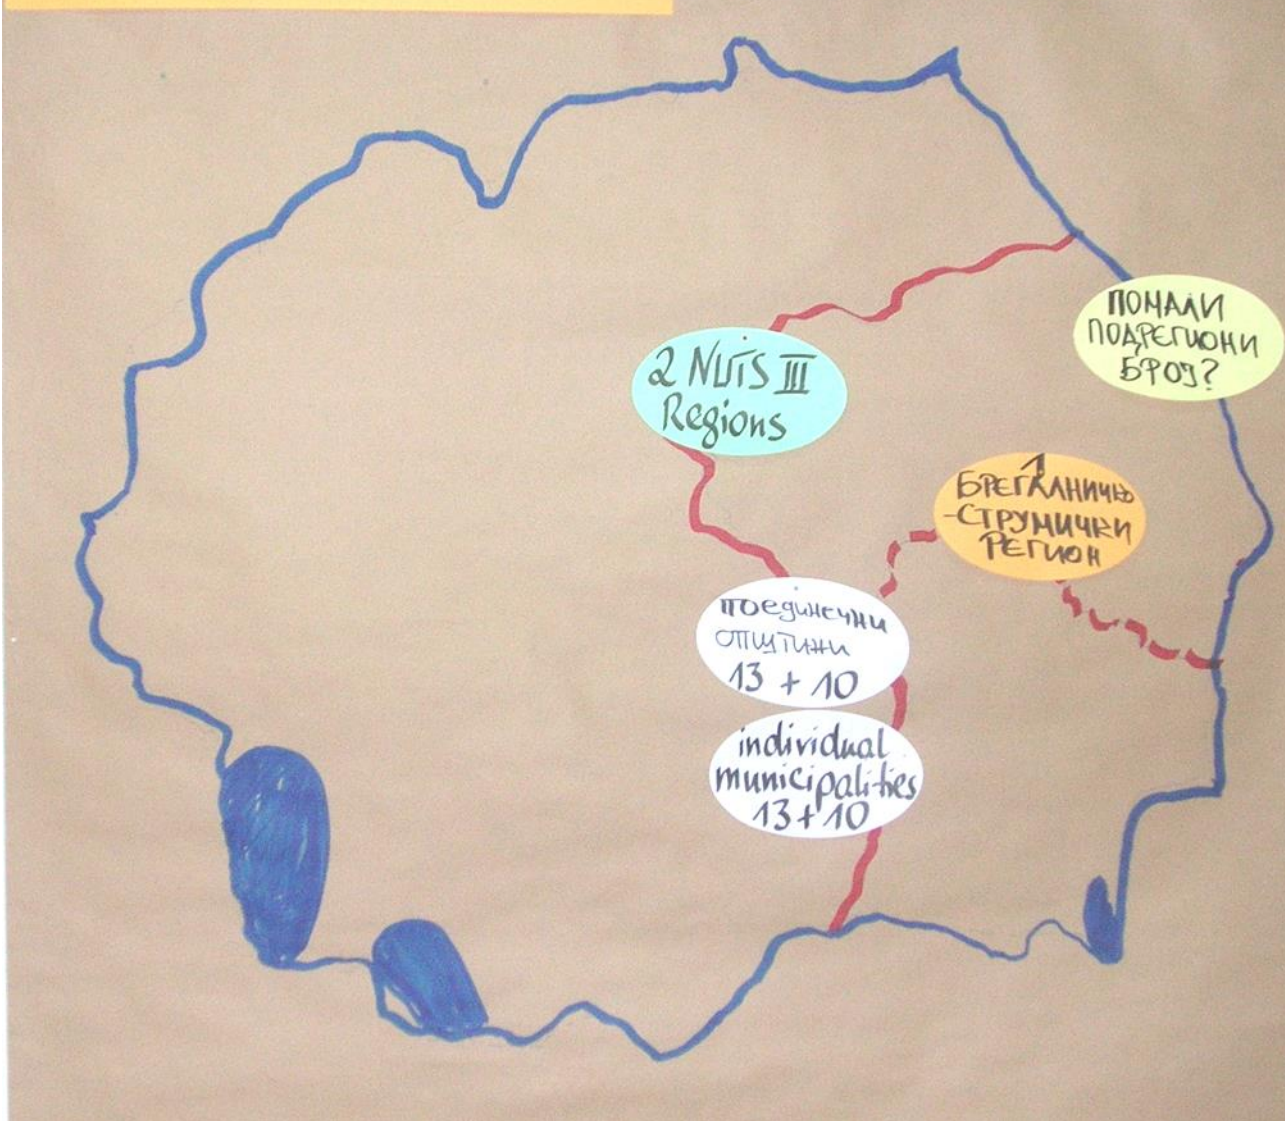 2 NUTS III
Regions
ПОМАЛИ
ПОДРЕГИОНИ
БРОЈ?
1
БРЕГАЛНИЧКО
-СТРУМИЧКИ
РЕГИОН
поединечни
општини
13 + 10
individual
municipalities
13 + 10